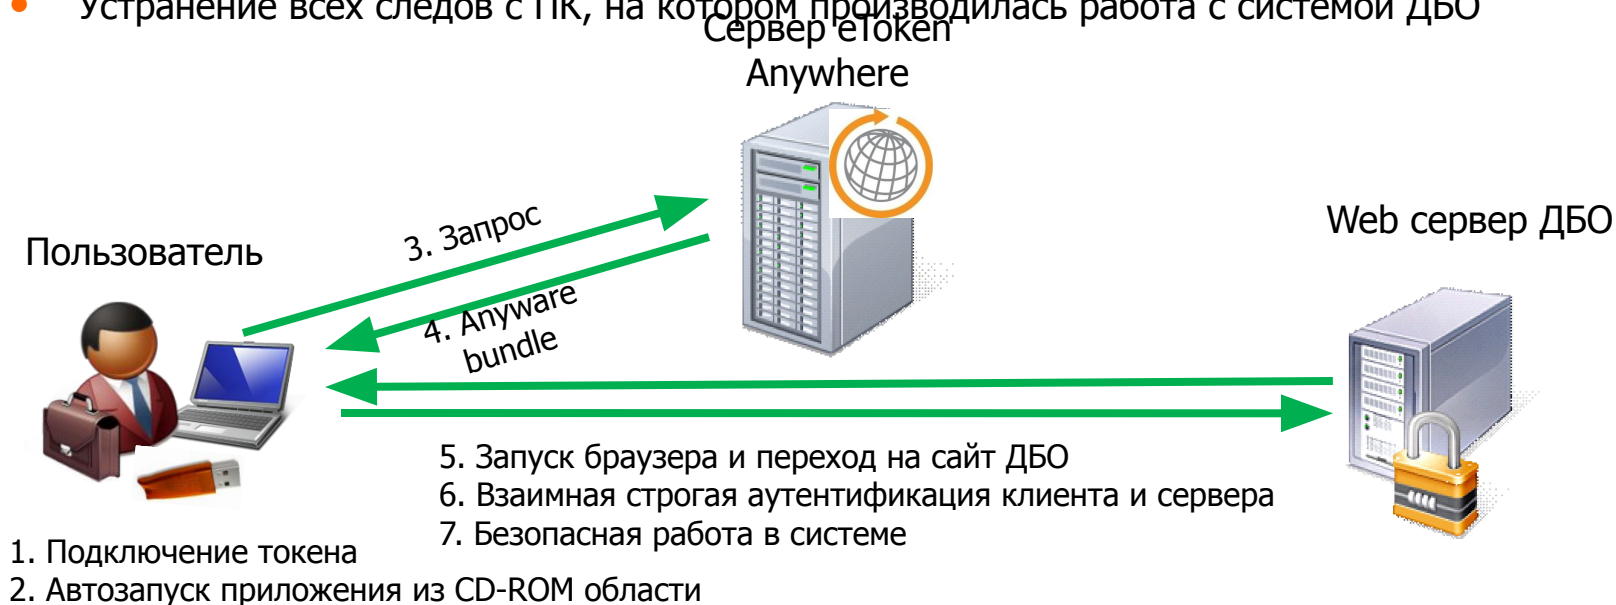 • Устранение всех следов с ПК, на котором производилась работа с системой ДБО
Сервер eToken
Anywhere
Web сервер ДБО
Пользователь
3. Запрос
4. Anyware
bundle
5. Запуск браузера и переход на сайт ДБО
6. Взаимная строгая аутентификация клиента и сервера
7. Безопасная работа в системе
1. Подключение токена
2. Автозапуск приложения из CD-ROM области